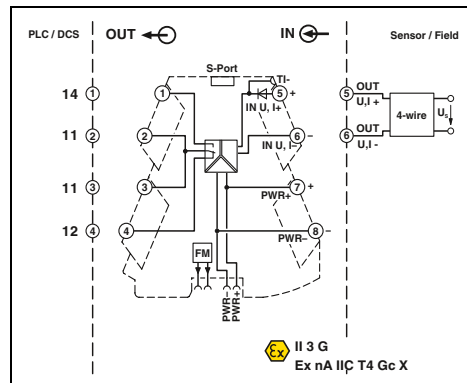 PLC / DCS
OUT
IN
Sensor / Field
S-Port
TI-
14 1
1
5 +
IN U, I+
5 OUT
U,I +
4-wire
Us
11 2
2
6 –
IN U, I–
6 OUT
U,I -
11 3
3
7 +
PWR+
12 4
4
8 –
PWR–
FM
PWR–
PWR+
Ex II 3 G
Ex nA IIC T4 Gc X